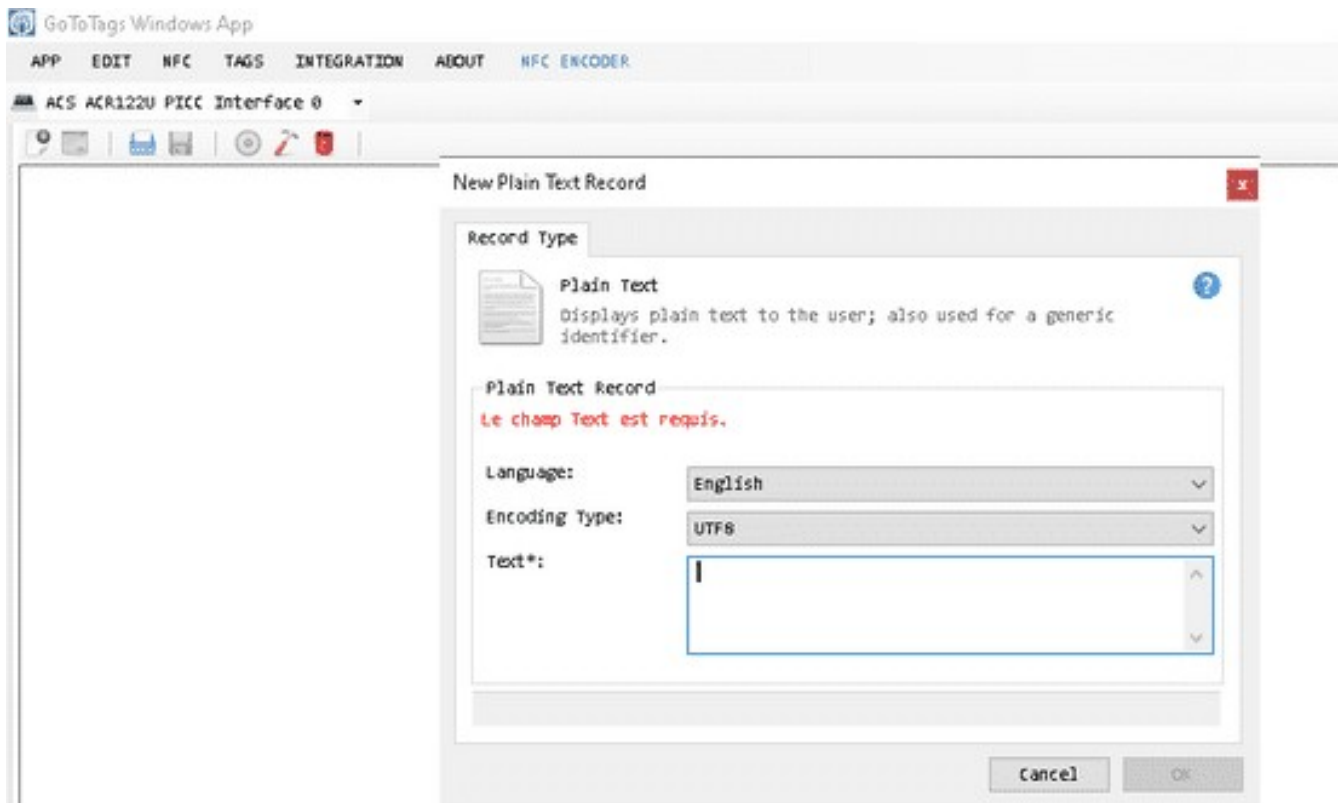 GoToTags Windows App
APP EDIT NFC TAGS INTEGRATION ABOUT NFC ENCODER
ACS ACR122U PICC Interface 0
New Plain Text Record
x
Record Type
Plain Text
?
Displays plain text to the user; also used for a generic
identifier.
Plain Text Record
Le champ Text est requis.
Language:
English
Encoding Type:
UTF8
Text*:
Cancel OK